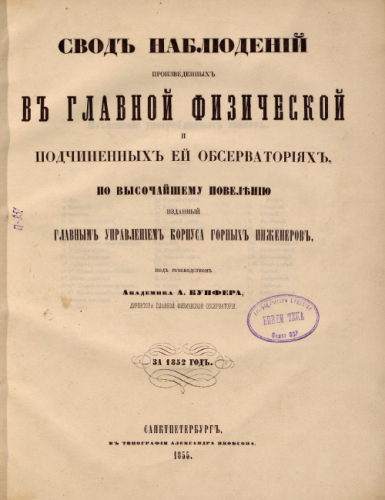 СВОДЪ НАБЛЮДЕНІЙ
ПРОИЗВЕДЕННЫХЪ
ВЪ ГЛАВНОЙ ФИЗИЧЕСКОЙ
И
ПОДЧИНЕННЫХЪ ЕЙ ОБСЕРВАТОРІЯХЪ,
ПО ВЫСОЧАЙШЕМУ ПОВЕЛѢНІЮ
ИЗДАННЫЙ
ГЛАВНЫМЪ УПРАВЛЕНІЕМЪ КОРПУСА ГОРНЫХЪ ИНЖЕНЕРОВЪ,
ПОДЪ РУКОВОДСТВОМЪ
АКАДЕМИКА А. КУПФЕРА,
ДИРЕКТОРА ГЛАВНОЙ ФИЗИЧЕСКОЙ ОБСЕРВАТОРІИ
БИБЛИОТЕКА
ЗА 1852 ГОДЪ.
САНКТПЕТЕРБУРГЪ,
ВЪ ТИПОГРАФІИ АЛЕКСАНДРА ЯКОБСОНА.
1855.